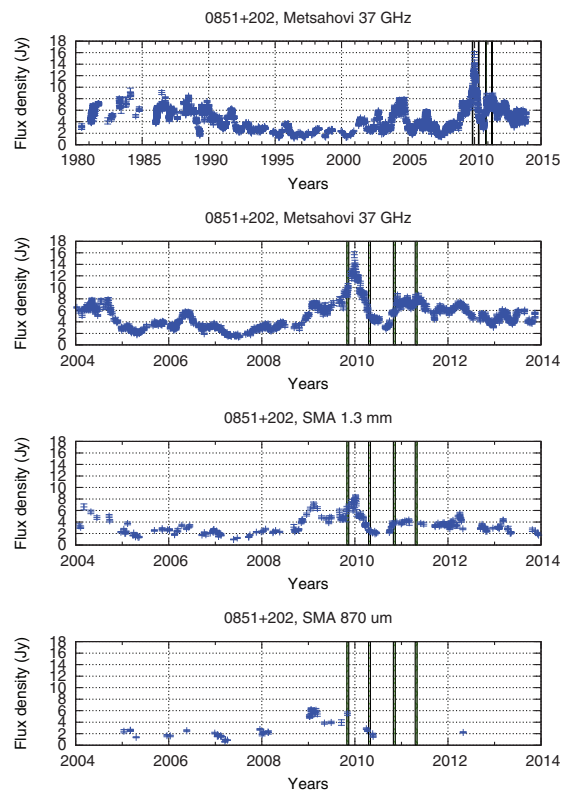 0851+202, Metsahovi 37 GHz
Flux density (Jy)
18
16
14
12
10
8
6
4
2
0
1980 1985 1990 1995 2000 2005 2010 2015
Years
0851+202, Metsahovi 37 GHz
Flux density (Jy)
18
16
14
12
10
8
6
4
2
0
2004 2006 2008 2010 2012 2014
Years
0851+202, SMA 1.3 mm
Flux density (Jy)
18
16
14
12
10
8
6
4
2
0
2004 2006 2008 2010 2012 2014
Years
0851+202, SMA 870 um
Flux density (Jy)
18
16
14
12
10
8
6
4
2
0
2004 2006 2008 2010 2012 2014
Years